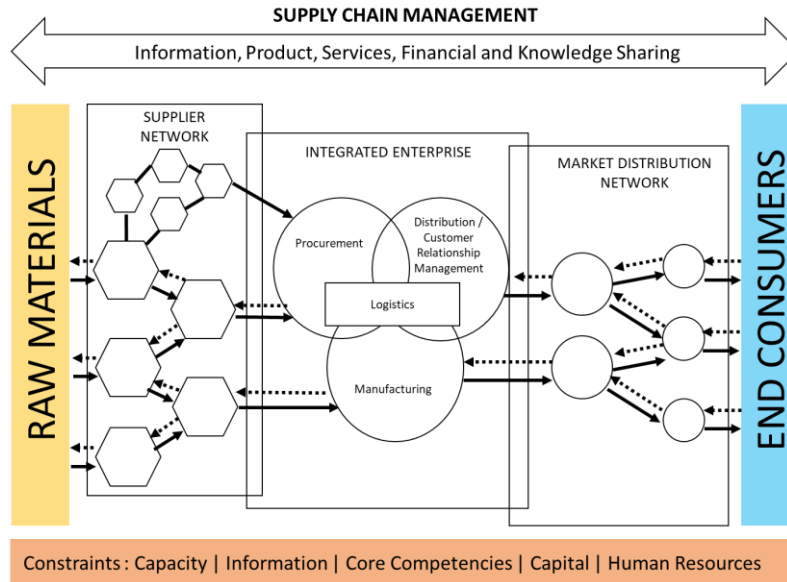 SUPPLY CHAIN MANAGEMENT
Information, Product, Services, Financial and Knowledge Sharing
RAW MATERIALS
SUPPLIER
NETWORK
INTEGRATED ENTERPRISE
Procurement
Distribution /
Customer
Relationship
Management
Logistics
Manufacturing
MARKET DISTRIBUTION
NETWORK
END CONSUMERS
Constraints : Capacity | Information | Core Competencies | Capital | Human Resources